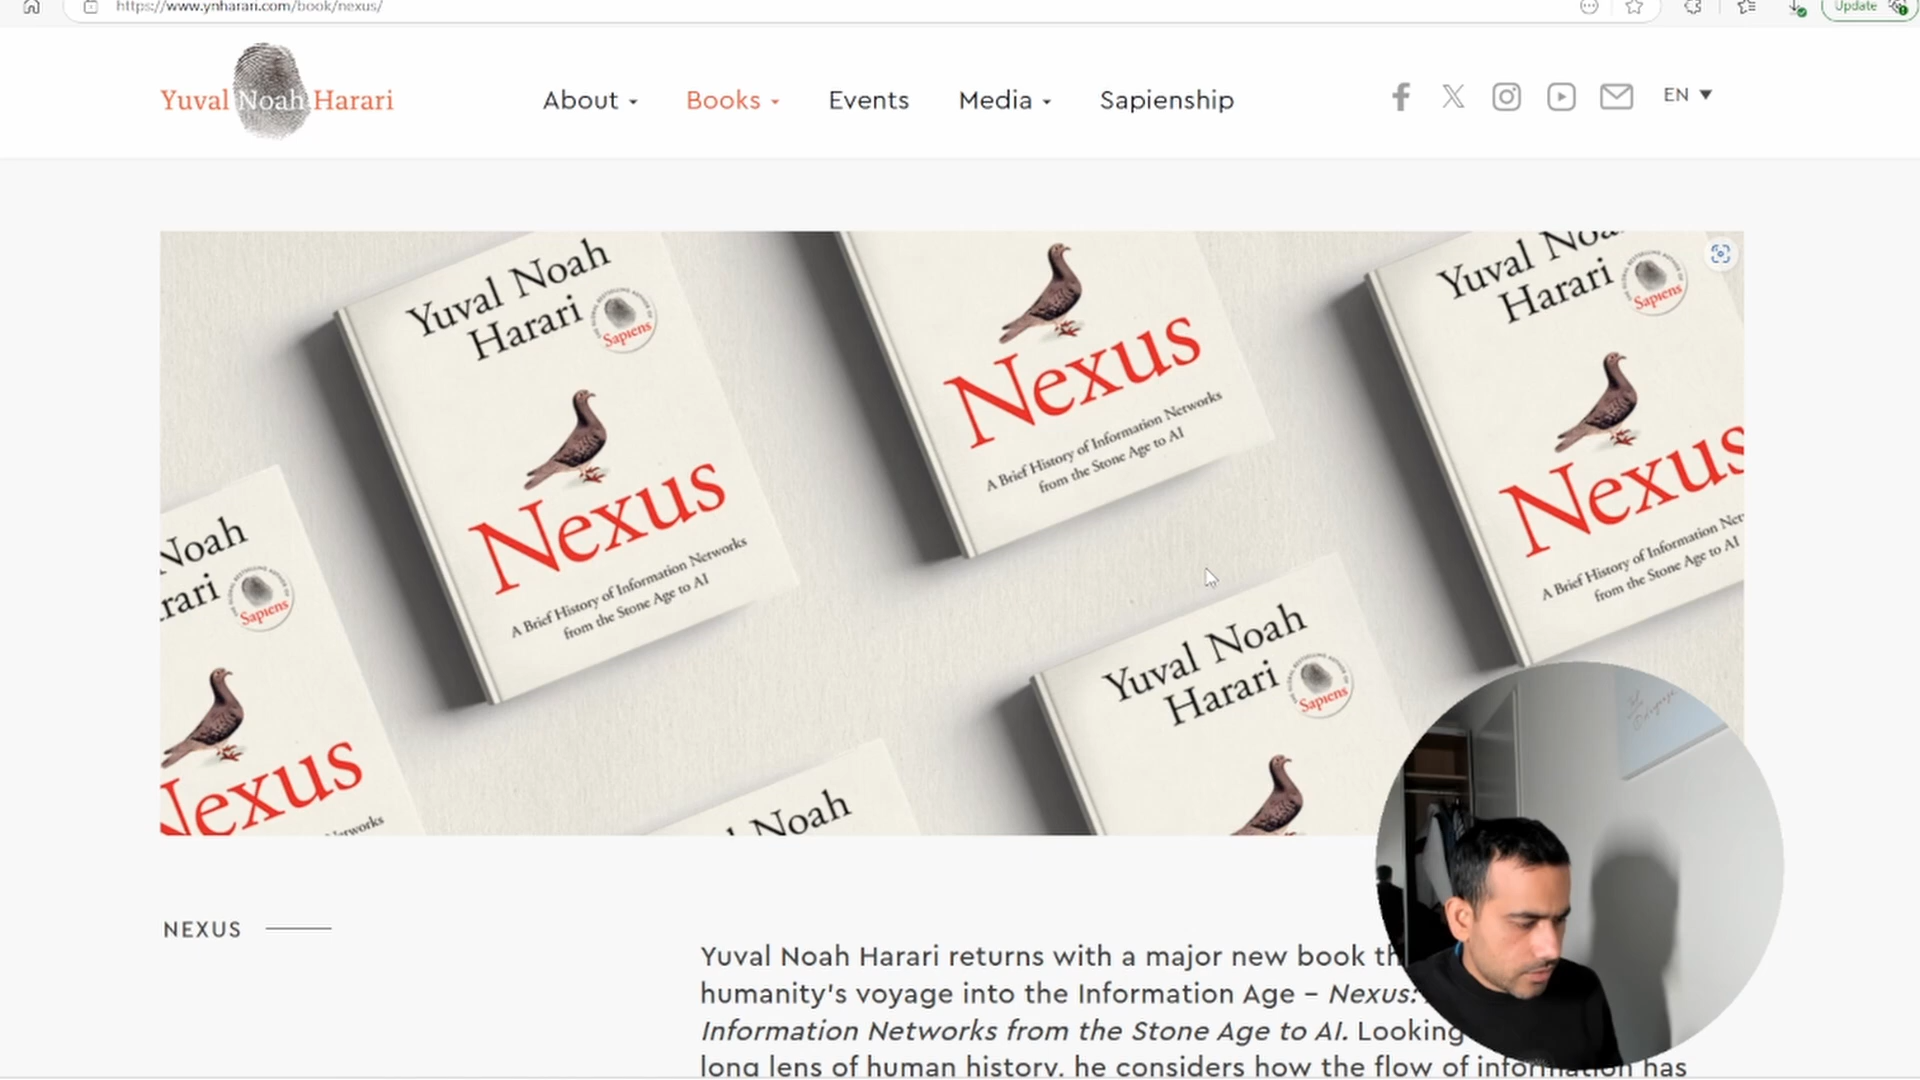 https://www.ynharari.com/book/nexus/
Update
Yuval Noah Harari
About
Books
Events
Media
Sapienship
EN
Yuval Noah
Harari
Sapiens
Nexus
A Brief History of Information Networks
from the Stone Age to AI
Nexus
A Brief History of Information Networks
from the Stone Age to AI
Yuval Noa
Harari
Sapiens
Nexus
A Brief History of Information Net
from the Stone Age to AI
Noah
rari
Sapiens
Nexus
tworks
Yuval Noah
Harari
Sapiens
l Noah
NEXUS
Yuval Noah Harari returns with a major new book th
humanity's voyage into the Information Age – Nexus:
Information Networks from the Stone Age to AI. Looking
long lens of human history, he considers how the flow of information has